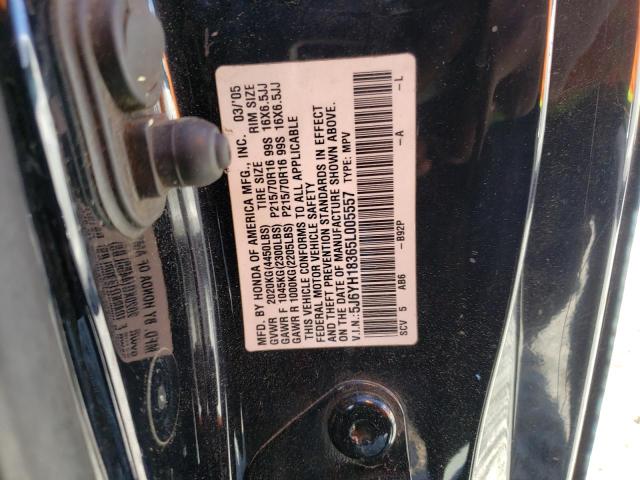 MFD. BY HONDA OF AMERICA MFG., INC. 03/'05
TIRE SIZE RIM SIZE
GVWR 2020KG(4450LBS)
GAWR F 1045KG(2300LBS) P215/70R16 99S 16X6.5JJ
GAWR R 1000KG(2205LBS) P215/70R16 99S 16X6.5JJ
THIS VEHICLE CONFORMS TO ALL APPLICABLE
FEDERAL MOTOR VEHICLE SAFETY
AND THEFT PREVENTION STANDARDS IN EFFECT
ON THE DATE OF MANUFACTURE SHOWN ABOVE.
V.I.N.: 5J6YH18365L005557 TYPE: MPV
SCV 5 AB6 -B92P -A -L
MFD. BY HONDA OF